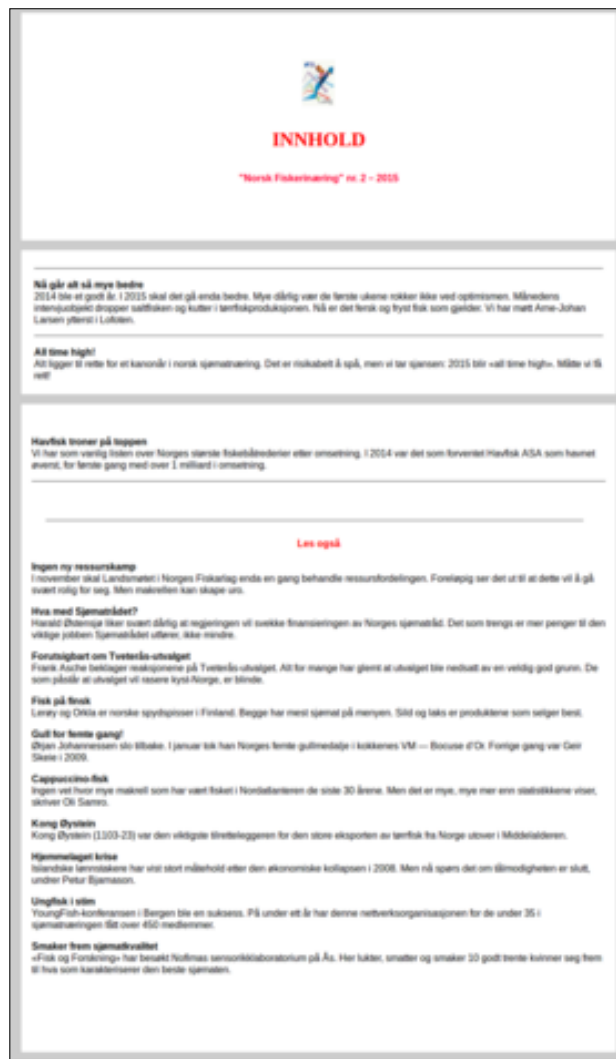 INNHOLD
"Norsk Fiskerinæring" nr. 2 – 2015
Nå går alt så mye bedre
2014 ble et godt år. I 2015 skal det gå enda bedre. Mye dårlig vær de første ukene rokker ikke ved optimismen. Månedens
intervjuobjekt dropper saltfisken og kutter i tørrfiskproduksjonen. Nå er det fersk og fryst fisk som gjelder. Vi har møtt Arne-Johan
Larsen ytterst i Lofoten.
All time high!
Alt ligger til rette for et kanonår i norsk sjømatnæring. Det er risikabelt å spå, men vi tar sjansen: 2015 blir «all time high». Måtte vi få
rett!
Havfisk troner på toppen
Vi har som vanlig listen over Norges største fiskebåtrederier etter omsetning. I 2014 var det som forventet Havfisk ASA som havnet
øverst, for første gang med over 1 milliard i omsetning.
Les også
Ingen ny ressurskamp
I november skal Landsmøtet i Norges Fiskarlag enda en gang behandle ressursfordelingen. Foreløpig ser det ut til at dette vil å gå
svært rolig for seg. Men makrellen kan skape uro.
Hva med Sjømatrådet?
Harald Østensjø liker svært dårlig at regjeringen vil svekke finansieringen av Norges sjømatråd. Det som trengs er mer penger til den
viktige jobben Sjømatrådet utfører, ikke mindre.
Forutsigbart om Tveterås-utvalget
Frank Asche beklager reaksjonene på Tveterås-utvalget. Alt for mange har glemt at utvalget ble nedsatt av en veldig god grunn. De
som påstår at utvalget vil rasere kyst-Norge, er blinde.
Fisk på finsk
Lerøy og Orkla er norske spydspisser i Finland. Begge har mest sjømat på menyen. Sild og laks er produktene som selger best.
Gull for femte gang!
Ørjan Johannessen slo tilbake. I januar tok han Norges femte gullmedalje i kokkenes VM — Bocuse d'Or. Forrige gang var Geir
Skeie i 2009.
Cappuccino-fisk
Ingen vet hvor mye makrell som har vært fisket i Nordatlanteren de siste 30 årene. Men det er mye, mye mer enn statistikkene viser,
skriver Oli Samro.
Kong Øystein
Kong Øystein (1103-23) var den viktigste tilretteleggeren for den store eksporten av tørrfisk fra Norge utover i Middelalderen.
Hjemmelaget krise
Islandske lønnstakere har vist stort måtehold etter den økonomiske kollapsen i 2008. Men nå spørs det om tålmodigheten er slutt,
undrer Petur Bjarnason.
Ungfisk i stim
YoungFish-konferansen i Bergen ble en suksess. På under ett år har denne nettverksorganisasjonen for de under 35 i
sjømatnæringen fått over 450 medlemmer.
Smaker frem sjømatkvalitet
«Fisk og Forskning» har besøkt Nofimas sensorikklaboratorium på Ås. Her lukter, smatter og smaker 10 godt trente kvinner seg frem
til hva som karakteriserer den beste sjømaten.